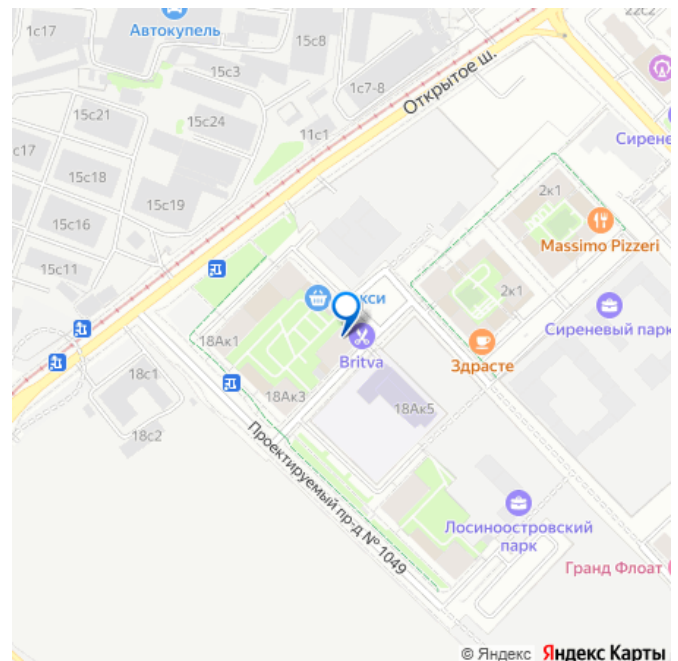 1с17
Автокупель
15с8
22с2
15с3
1с7-8
Открытое ш.
15с21
15с24
11с1
с17
Сирене
15с18
2к1
15с19
15с16
Massimo Pizzeri
15с11
2к1
кси
Сиреневый парк
18Ак1
Britva
Здрасте
18с1
18Ак3
18Ак5
18с2
Проектируемый пр-д № 1049
Лосиноостровский
парк
Гранд Флоат
© Яндекс Яндекс Карты